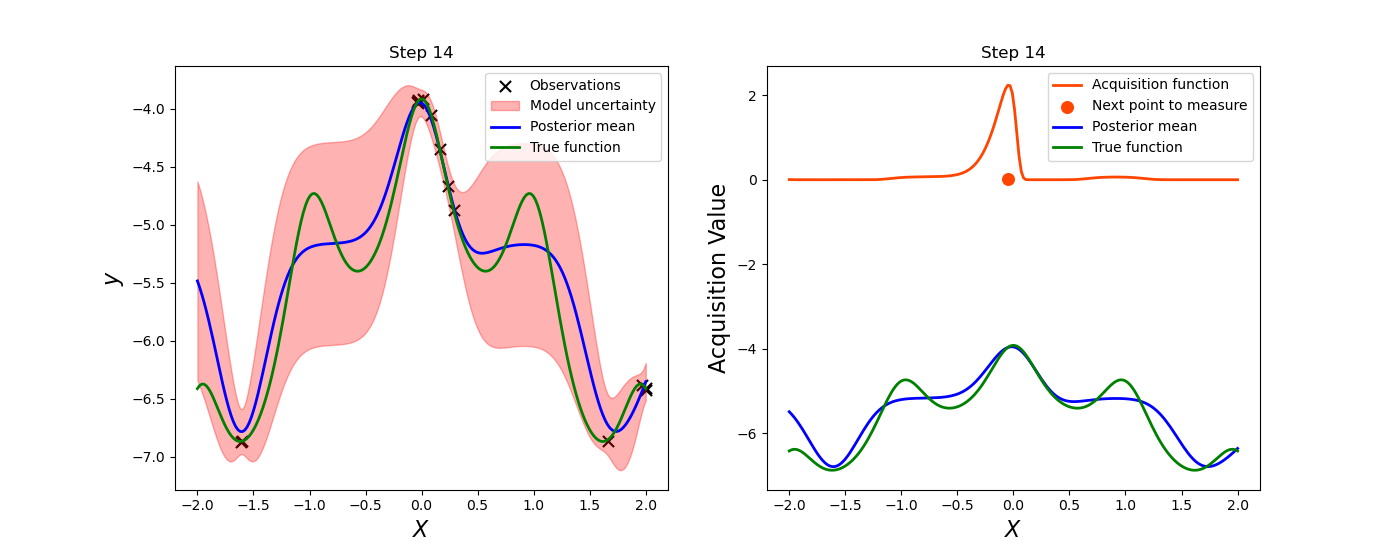 Step 14
−4.0
−4.5
−5.0
−5.5
−6.0
−6.5
−7.0
y
−2.0 −1.5 −1.0 −0.5 0.0 0.5 1.0 1.5 2.0
X
Observations
Model uncertainty
Posterior mean
True function
Step 14
2
0
−2
−4
−6
Acquisition Value
−2.0 −1.5 −1.0 −0.5 0.0 0.5 1.0 1.5 2.0
X
Acquisition function
Next point to measure
Posterior mean
True function